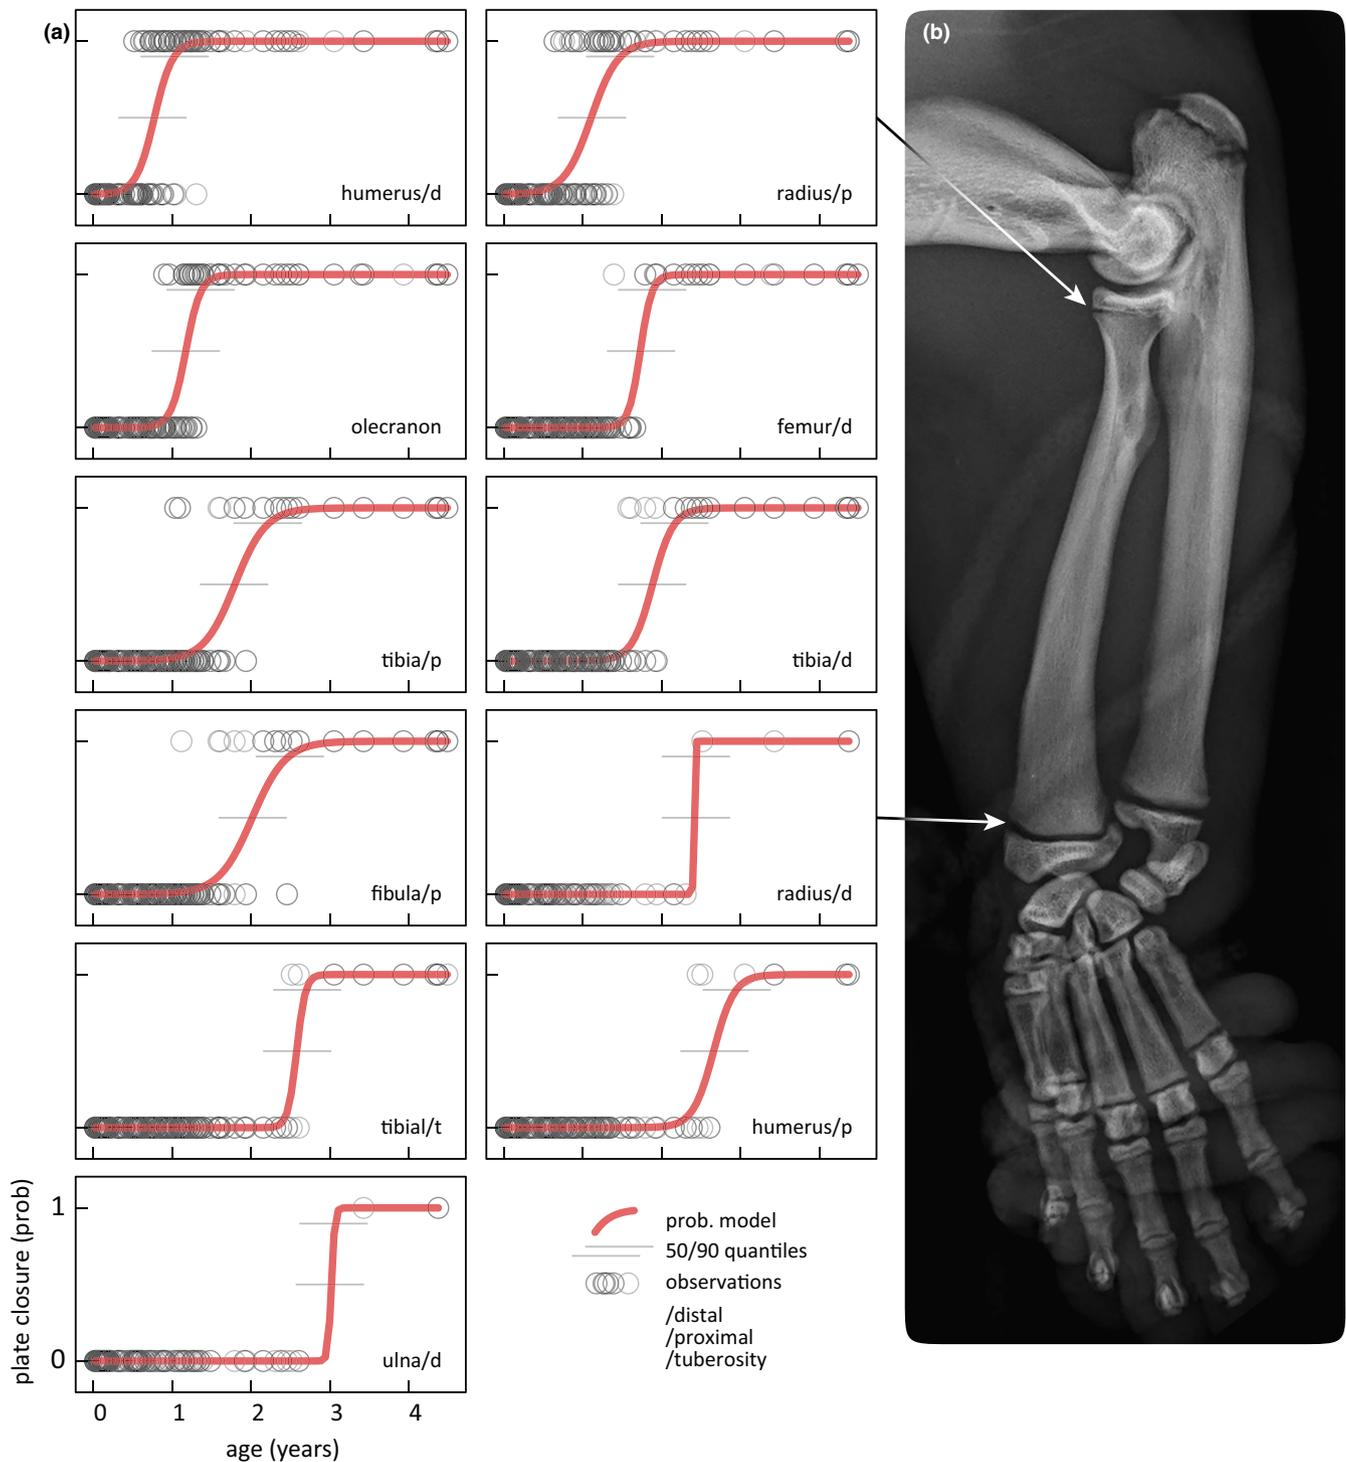 (a)
(b)
humerus/d
radius/p
olecranon
femur/d
tibia/p
tibia/d
fibula/p
radius/d
tibial/t
humerus/p
plate closure (prob)
1
0
ulna/d
0 1 2 3 4
age (years)
prob. model
50/90 quantiles
observations
/distal
/proximal
/tuberosity